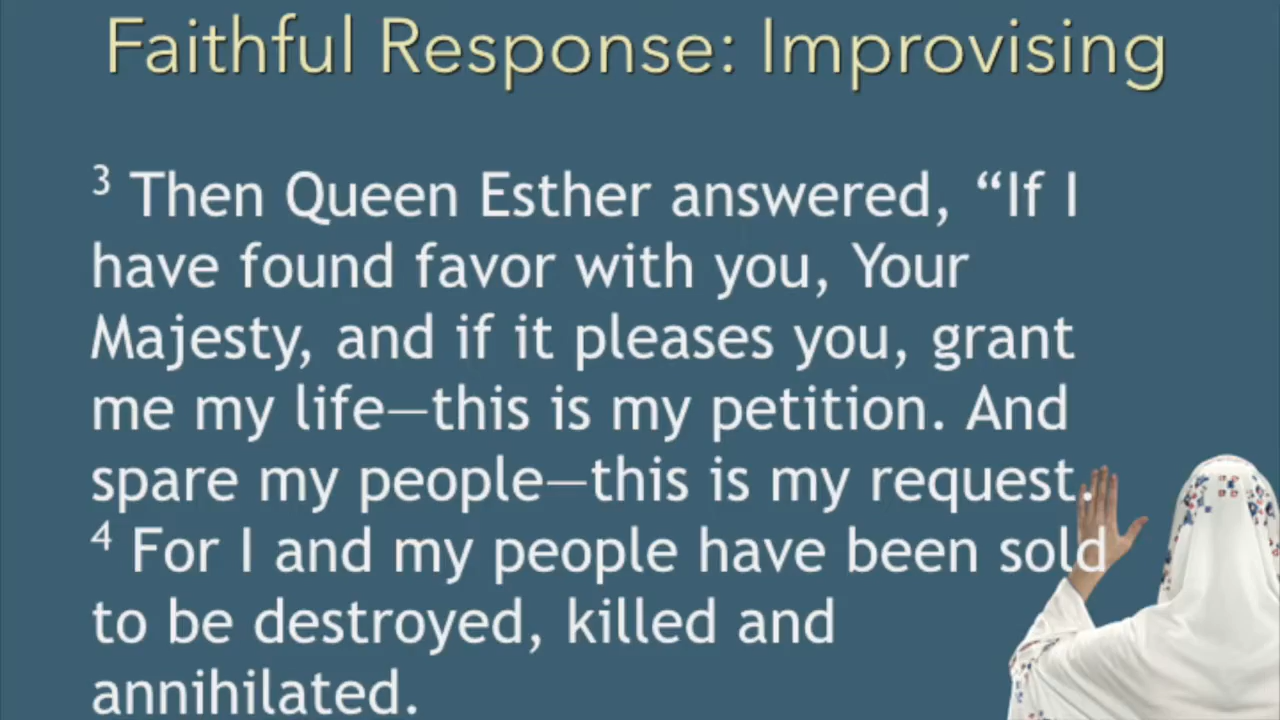 Faithful Response: Improvising
3 Then Queen Esther answered, “If I
have found favor with you, Your
Majesty, and if it pleases you, grant
me my life—this is my petition. And
spare my people—this is my request.
4 For I and my people have been sold
to be destroyed, killed and
annihilated.